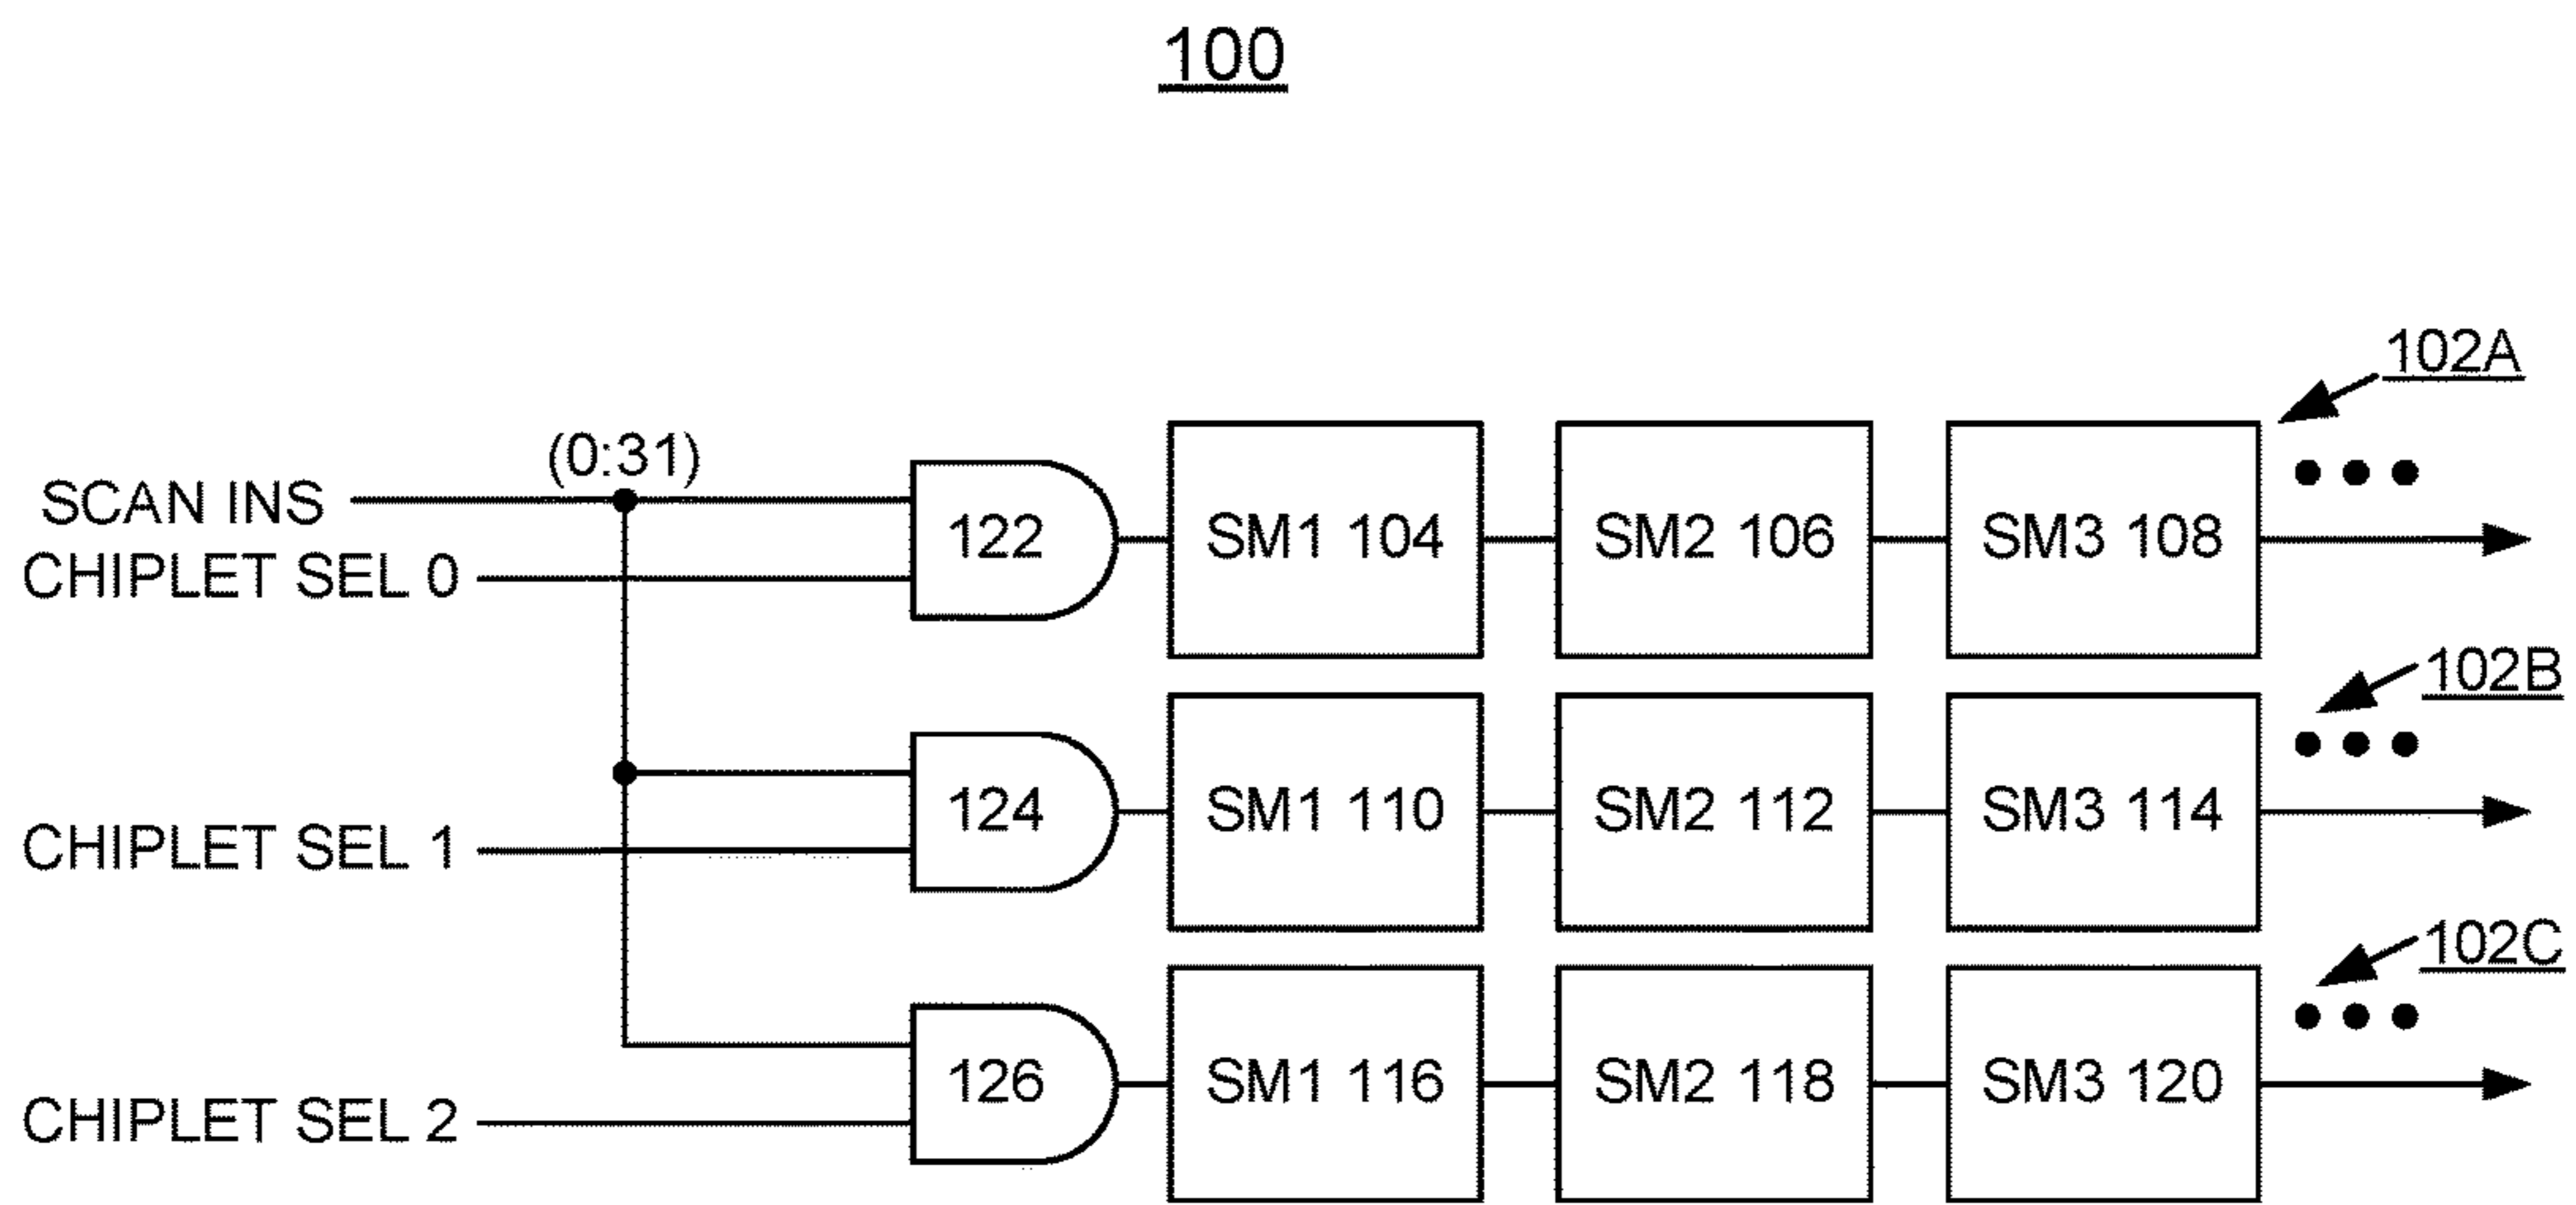 100
102A
(0:31)
SCAN INS
122 SM1 104 SM2 106 SM3 108
CHIPLET SEL 0
102B
124 SM1 110 SM2 112 SM3 114
CHIPLET SEL 1
102C
126 SM1 116 SM2 118 SM3 120
CHIPLET SEL 2